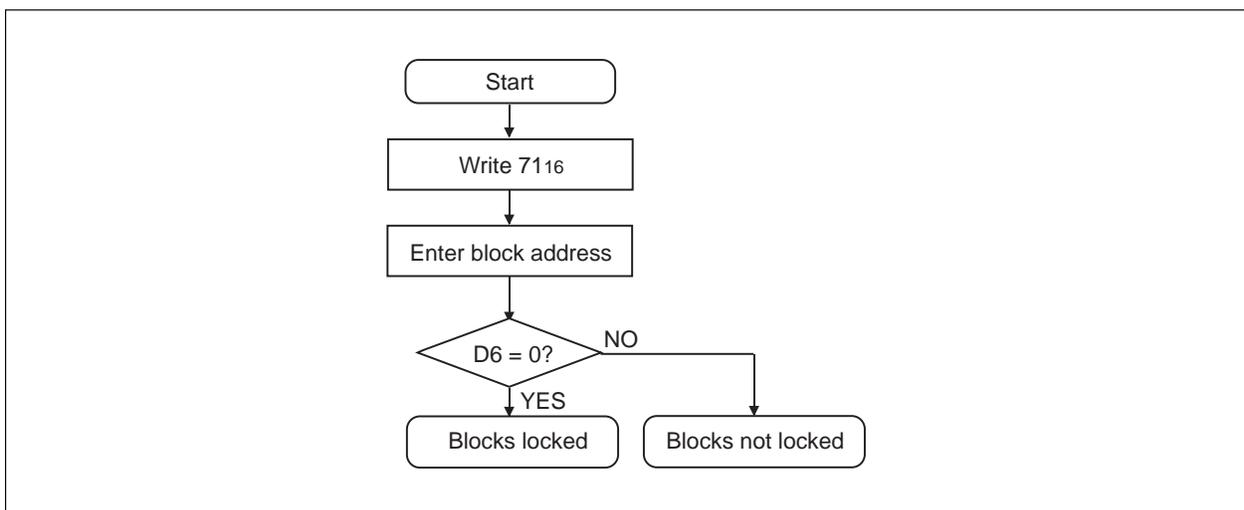 Start
Write 7116
Enter block address
D6 = 0?
NO
YES
Blocks locked
Blocks not locked